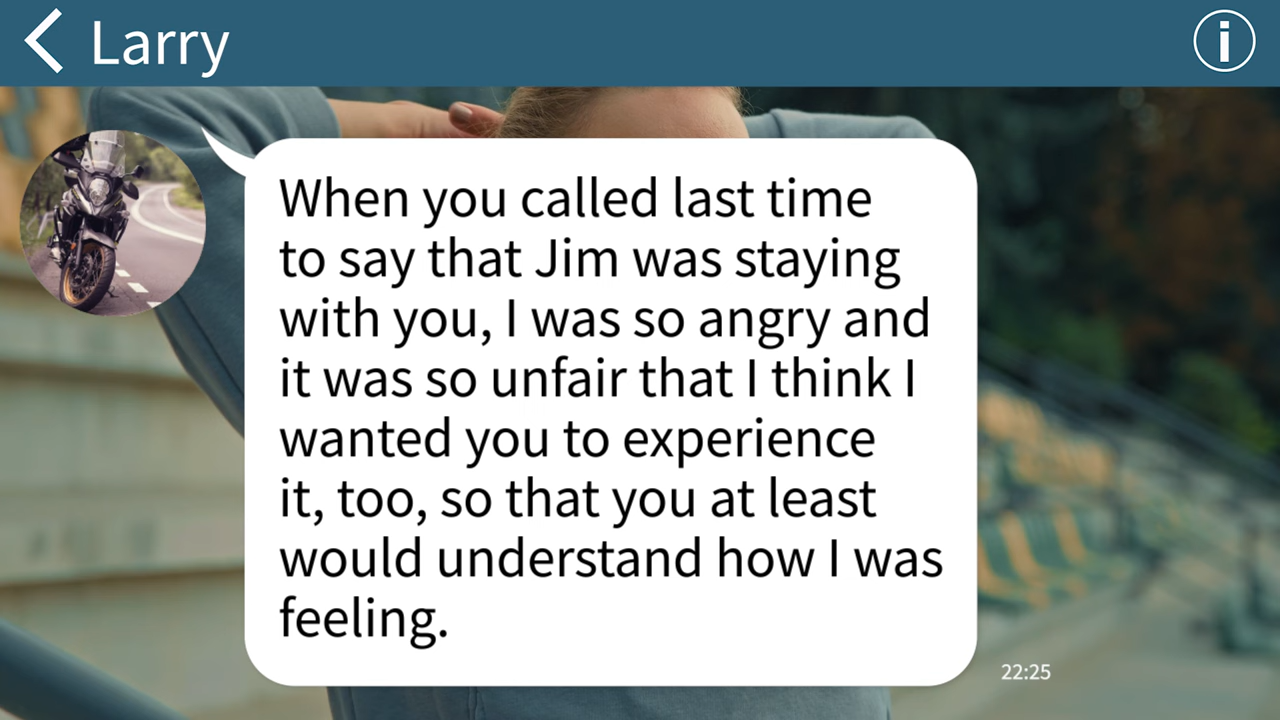 Larry
When you called last time
to say that Jim was staying
with you, I was so angry and
it was so unfair that I think I
wanted you to experience
it, too, so that you at least
would understand how I was
feeling.
22:25